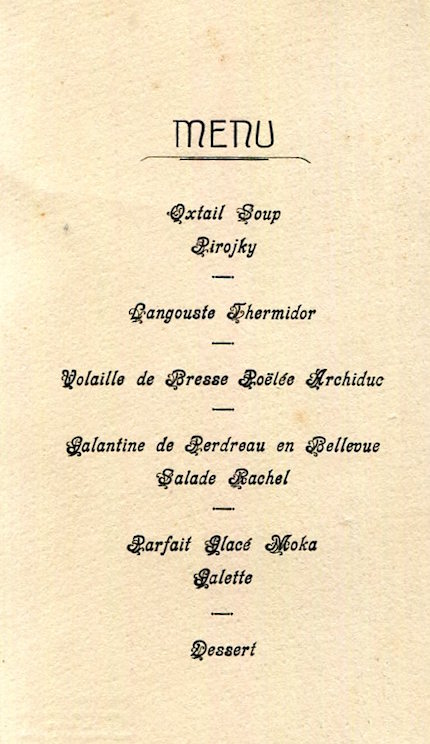 MENU
Oxtail Soup
Pirojky
Langouste Thermidor
Volaille de Bresse Poëlée Archiduc
Galantine de Perdreau en Bellevue
Salade Rachel
Parfait Glacé Moka
Galette
Dessert